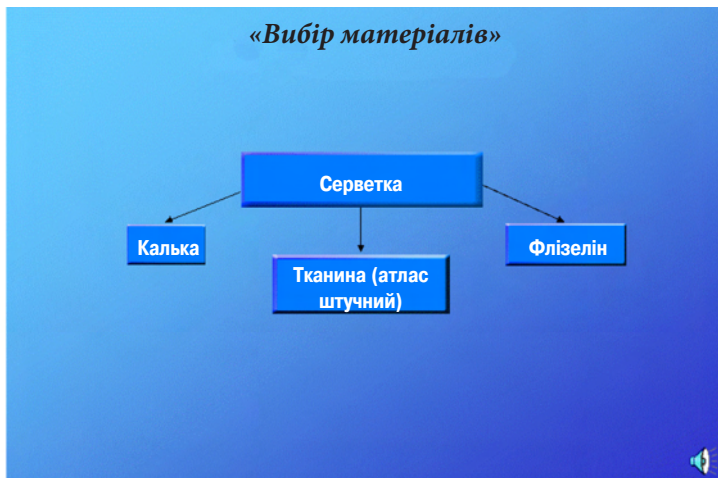 «Вибір матеріалів»
Серветка
Калька
Тканина (атлас
штучний)
Флізелін